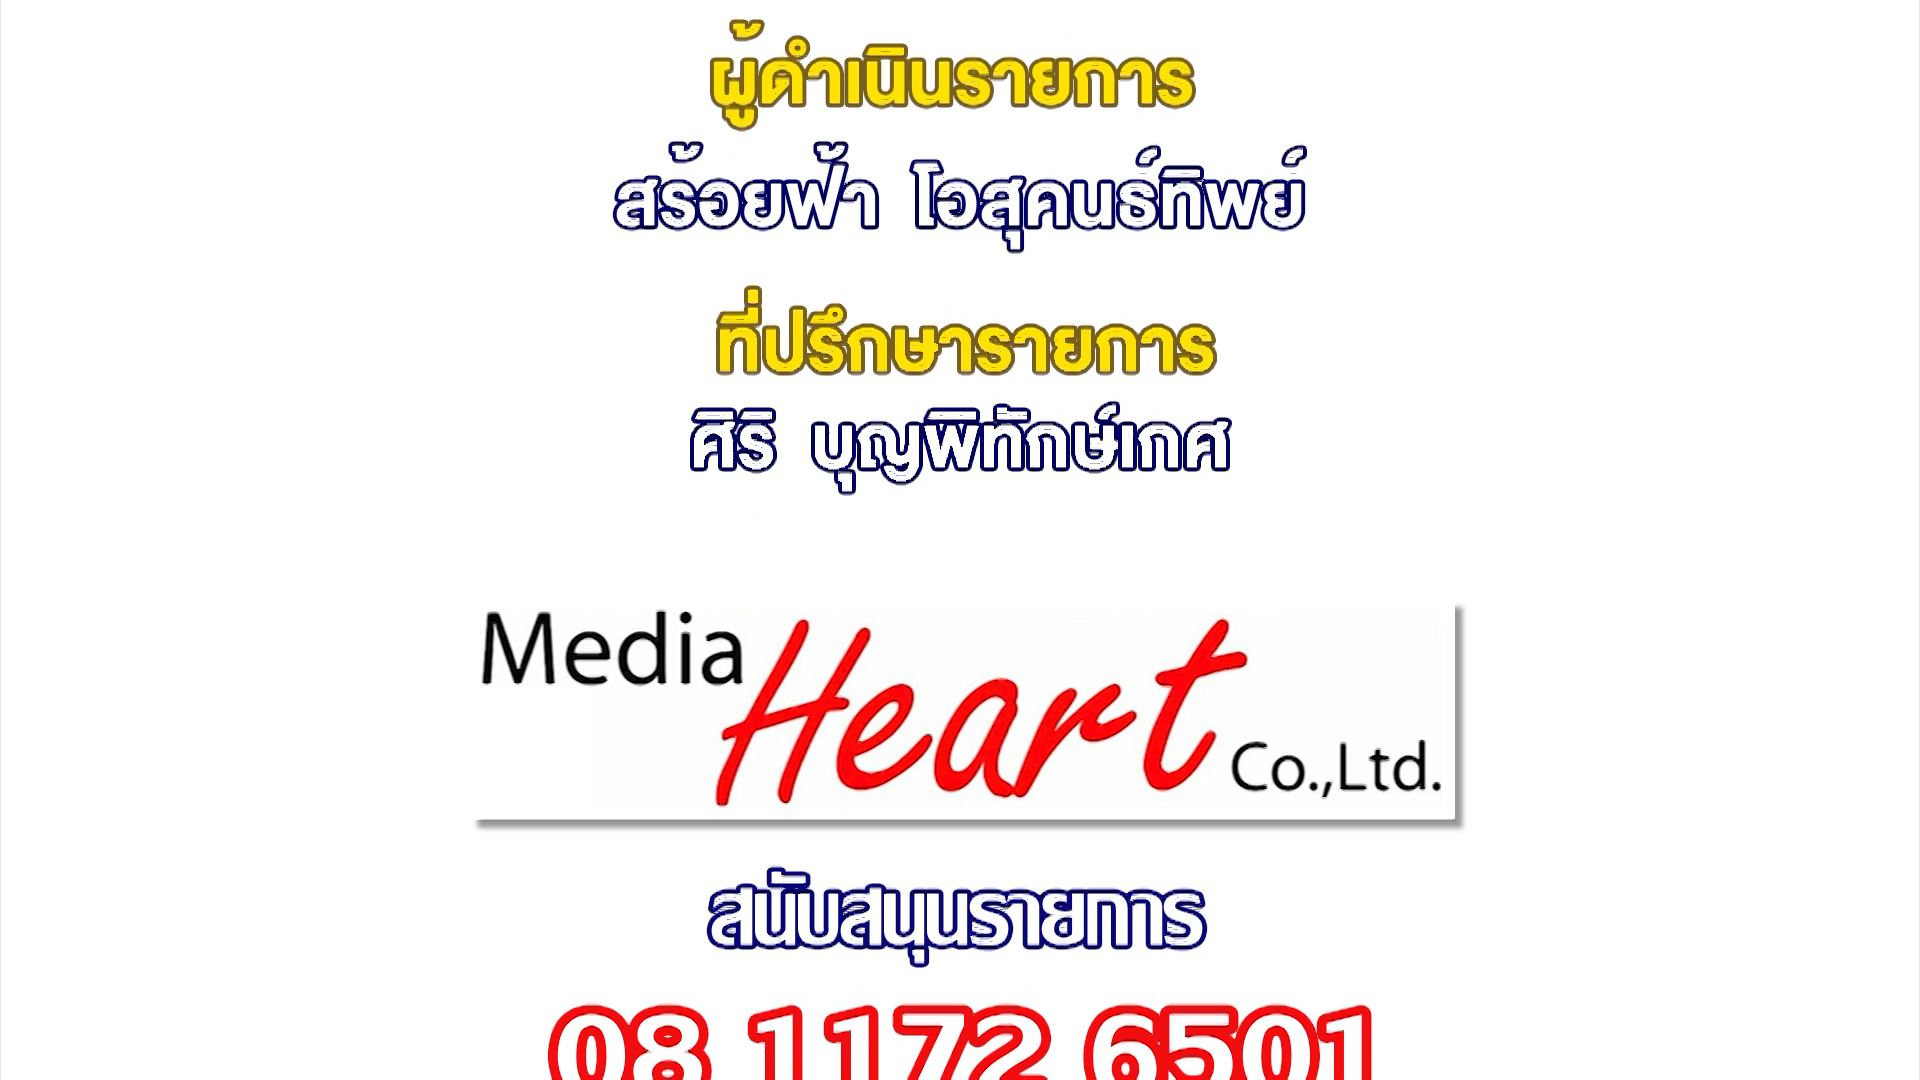 ผู้ดำเนินรายการ
สร้อยฟ้า โอสุคนธ์ทิพย์
ที่ปรึกษารายการ
ศิริ บุญพิทักษ์เกศ
Media Heart Co.,Ltd.
สนับสนุนรายการ
08 1172 6501